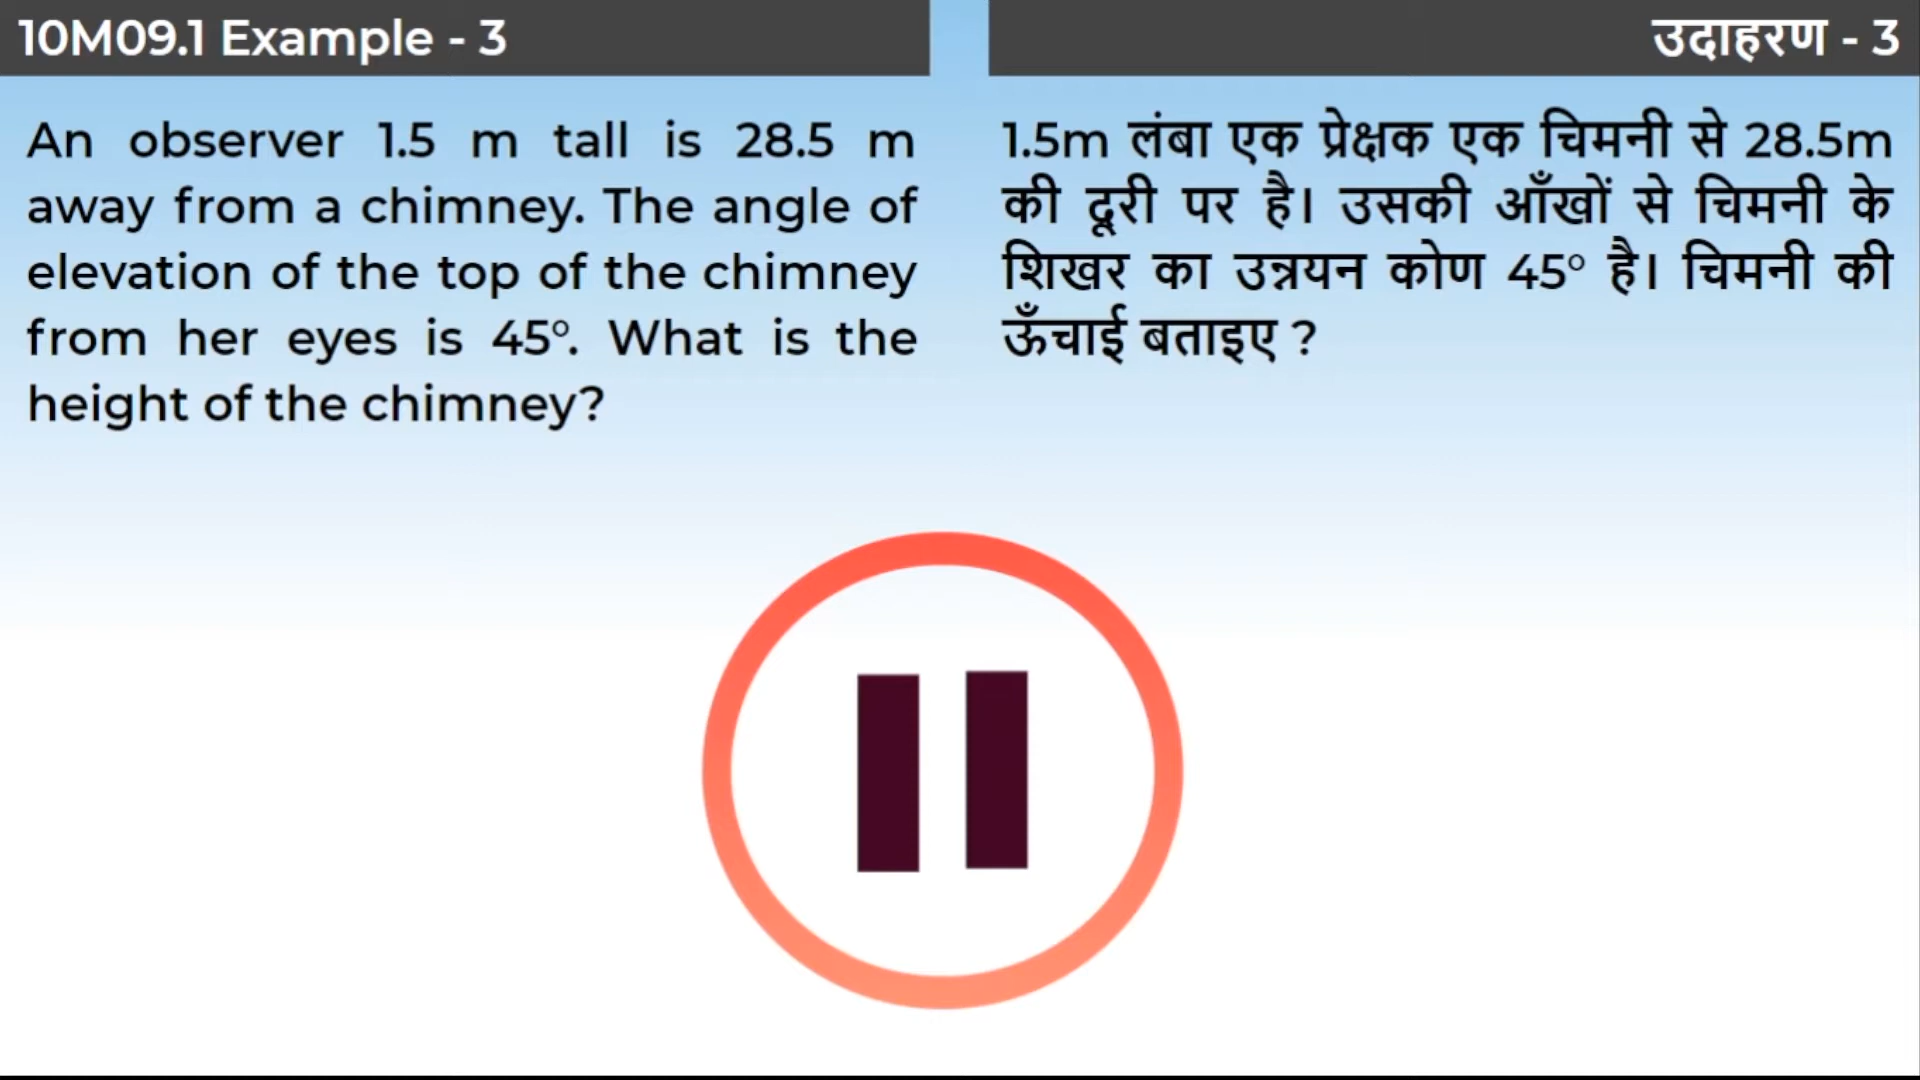 10M09.1 Example - 3
An observer 1.5 m tall is 28.5 m
away from a chimney. The angle of
elevation of the top of the chimney
from her eyes is 45°. What is the
height of the chimney?
उदाहरण - 3
1.5m लंबा एक प्रेक्षक एक चिमनी से 28.5m
की दूरी पर है। उसकी आँखों से चिमनी के
शिखर का उन्नयन कोण 45° है। चिमनी की
ऊँचाई बताइए ?